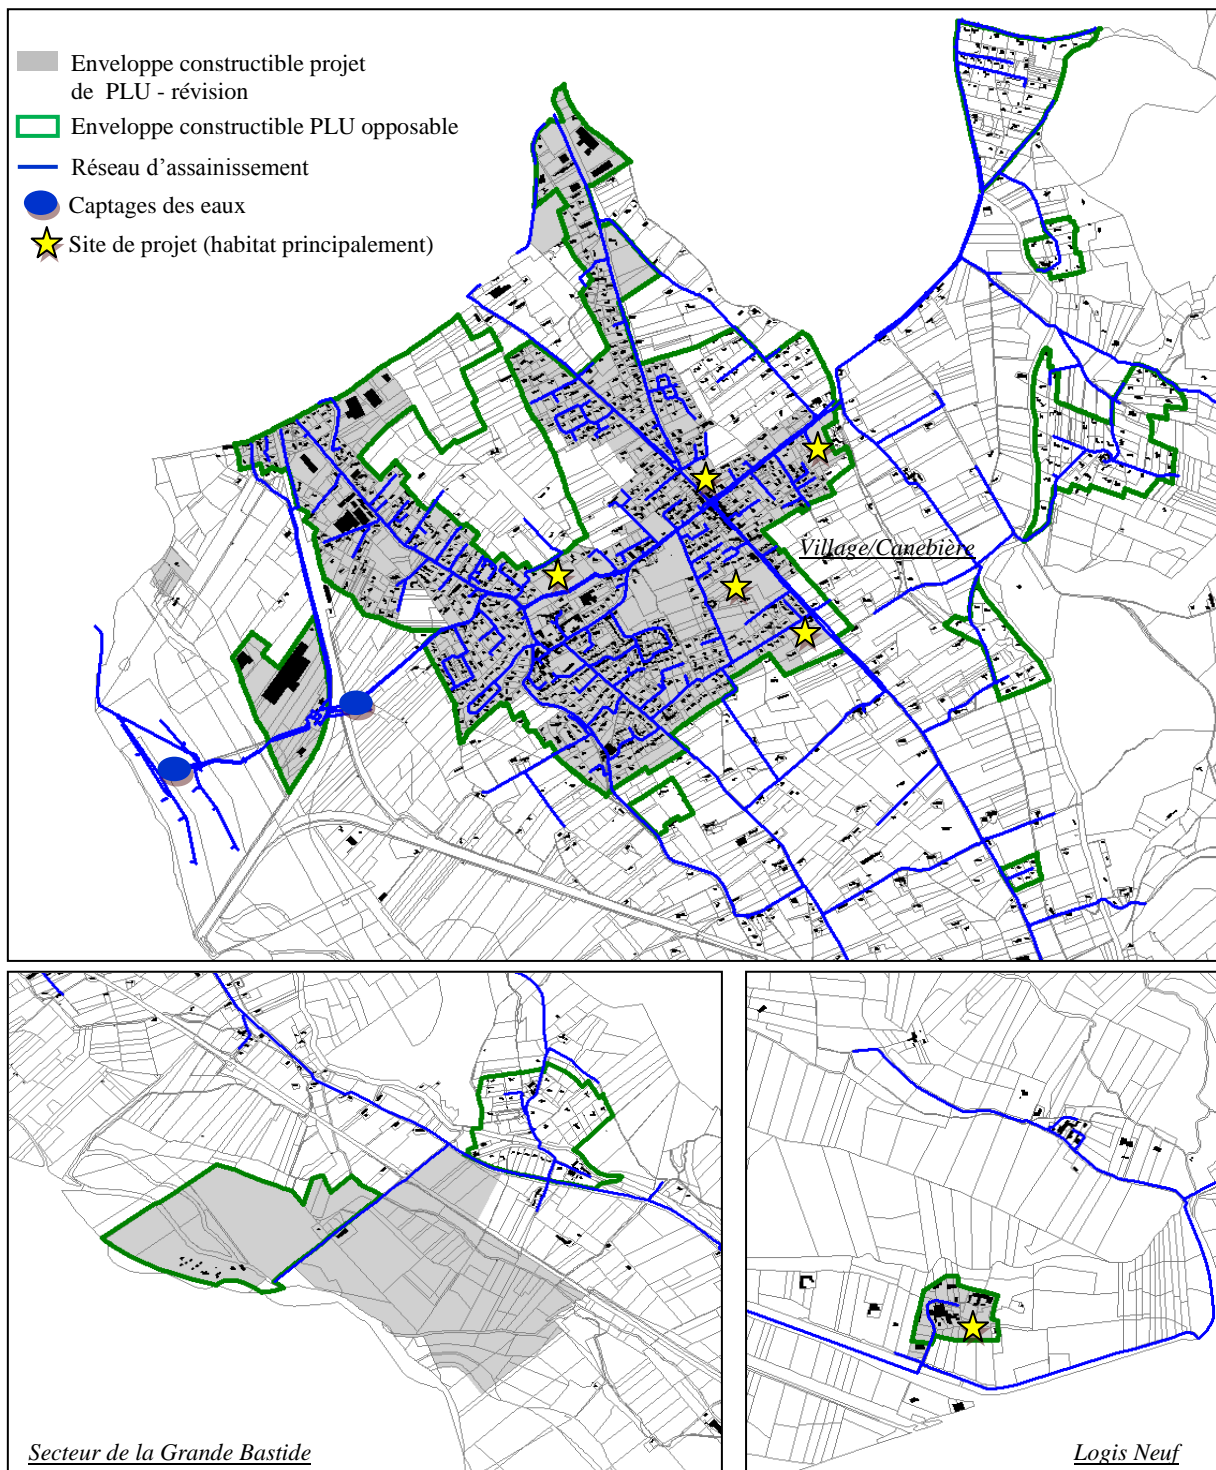 Enveloppe constructible projet
de PLU - révision
Enveloppe constructible PLU opposable
Réseau d'assainissement
Captages des eaux
Site de projet (habitat principalement)
Village/Canebière
Secteur de la Grande Bastide
Logis Neuf